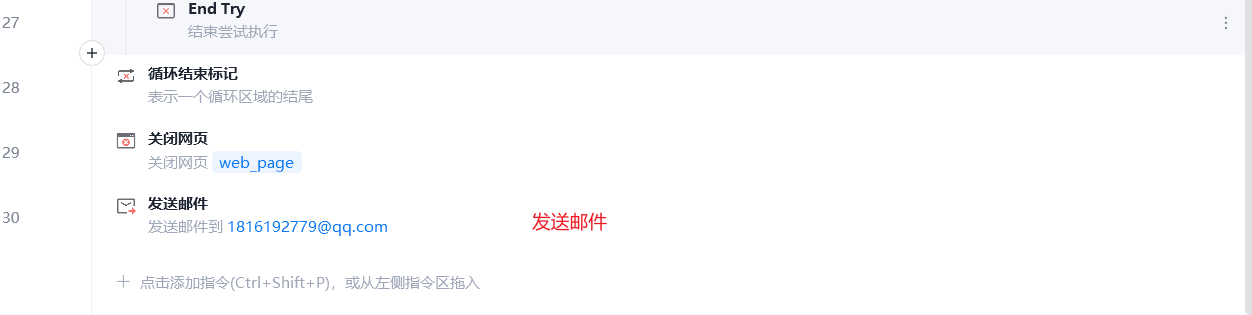 27
End Try
结束尝试执行
28
循环结束标记
表示一个循环区域的结尾
29
关闭网页
关闭网页 web_page
30
发送邮件
发送邮件到 1816192779@qq.com
发送邮件
点击添加指令(Ctrl+Shift+P)，或从左侧指令区拖入